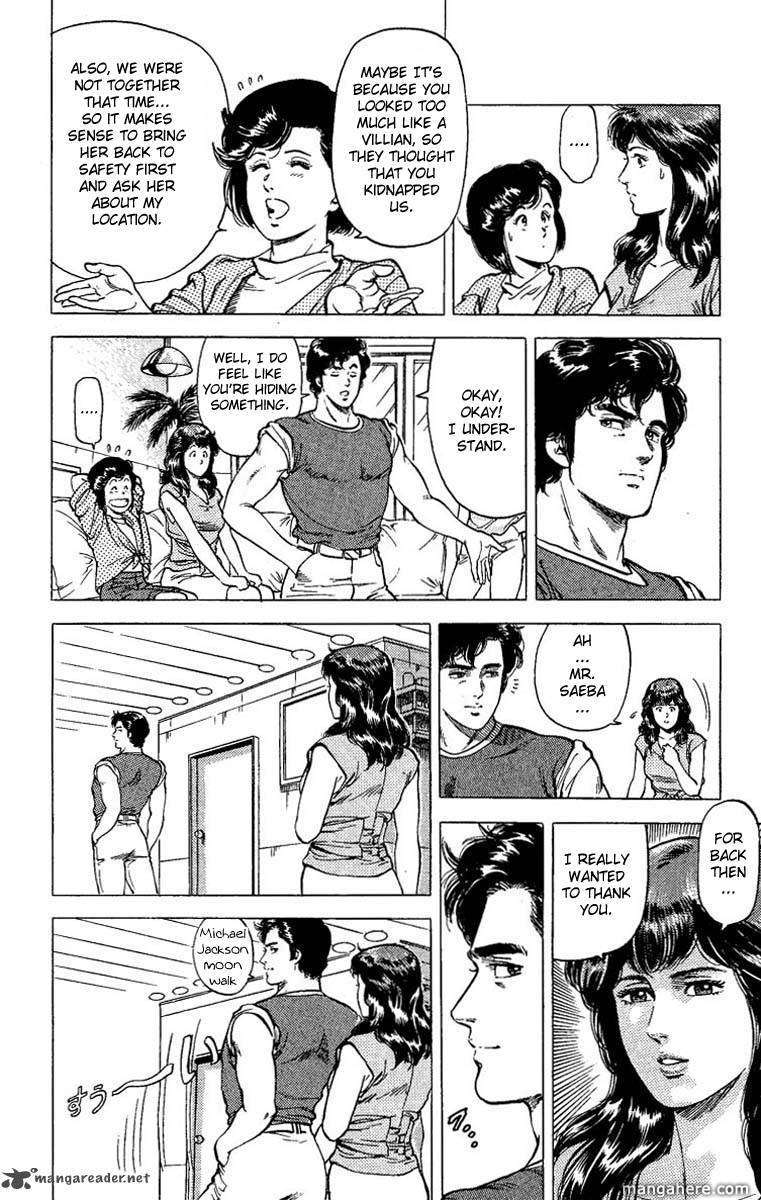 ....
MAYBE IT'S
BECAUSE YOU
LOOKED TOO
MUCH LIKE A
VILLIAN, SO
THEY THOUGHT
THAT YOU
KIDNAPPED
US.
ALSO, WE WERE
NOT TOGETHER
THAT TIME...
SO IT MAKES
SENSE TO BRING
HER BACK TO
SAFETY FIRST
AND ASK HER
ABOUT MY
LOCATION.
OKAY,
OKAY!
I UNDER-
STAND.
WELL, I DO
FEEL LIKE
YOU'RE HIDING
SOMETHING.
....
AH
...
MR.
SAEBA
...
FOR
BACK
THEN
...
I REALLY
WANTED
TO THANK
YOU.
Michael
Jackson
moon
walk
すぅ〜
mangareader.net
www.mangahere.com